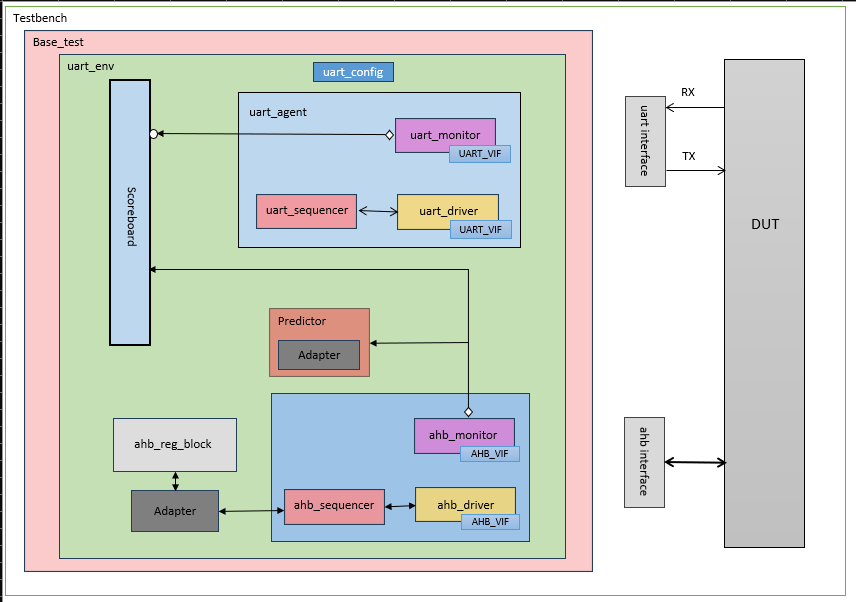 Testbench
Base_test
uart_env
uart_config
uart_agent
uart_monitor
UART_VIF
uart_sequencer
uart_driver
UART_VIF
Scoreboard
Predictor
Adapter
ahb_monitor
AHB_VIF
ahb_reg_block
Adapter
ahb_sequencer
ahb_driver
AHB_VIF
uart interface
RX
TX
DUT
ahb interface